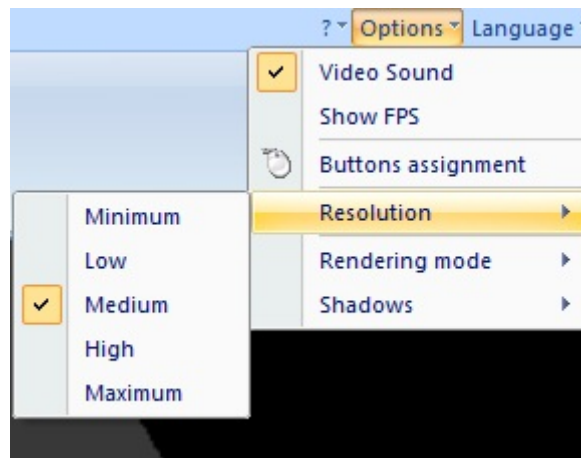 ? Options Language
Video Sound
Show FPS
Buttons assignment
Resolution
Rendering mode
Shadows
Minimum
Low
Medium
High
Maximum